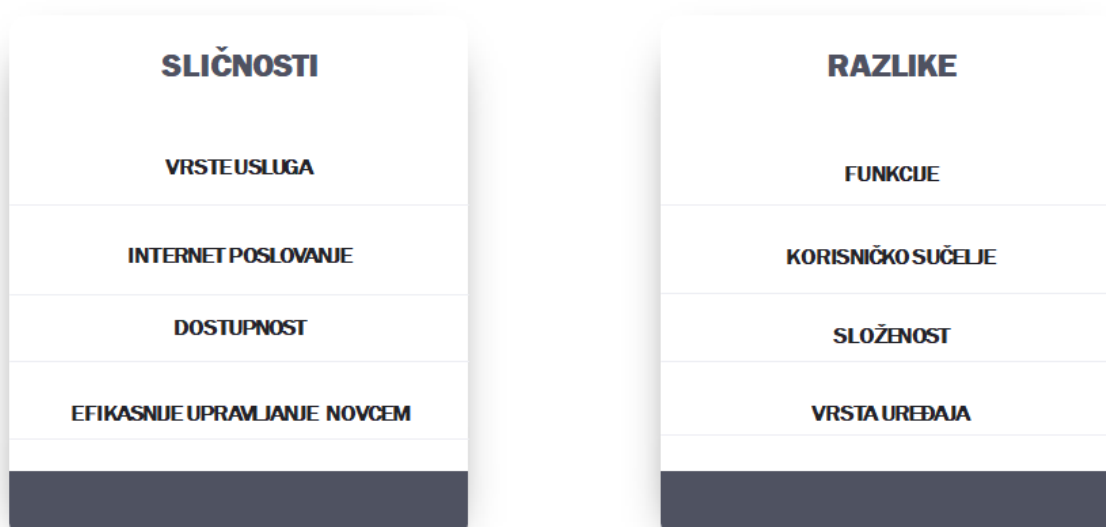 SLIČNOSTI
VRSTE USLUGA
INTERNET POSLOVANJE
DOSTUPNOST
EFIKASNIJE UPRAVLJANJE NOVCEM
RAZLIKE
FUNKCIJE
KORISNIČKO SUČELJE
SLOŽENOST
VRSTA UREĐAJA